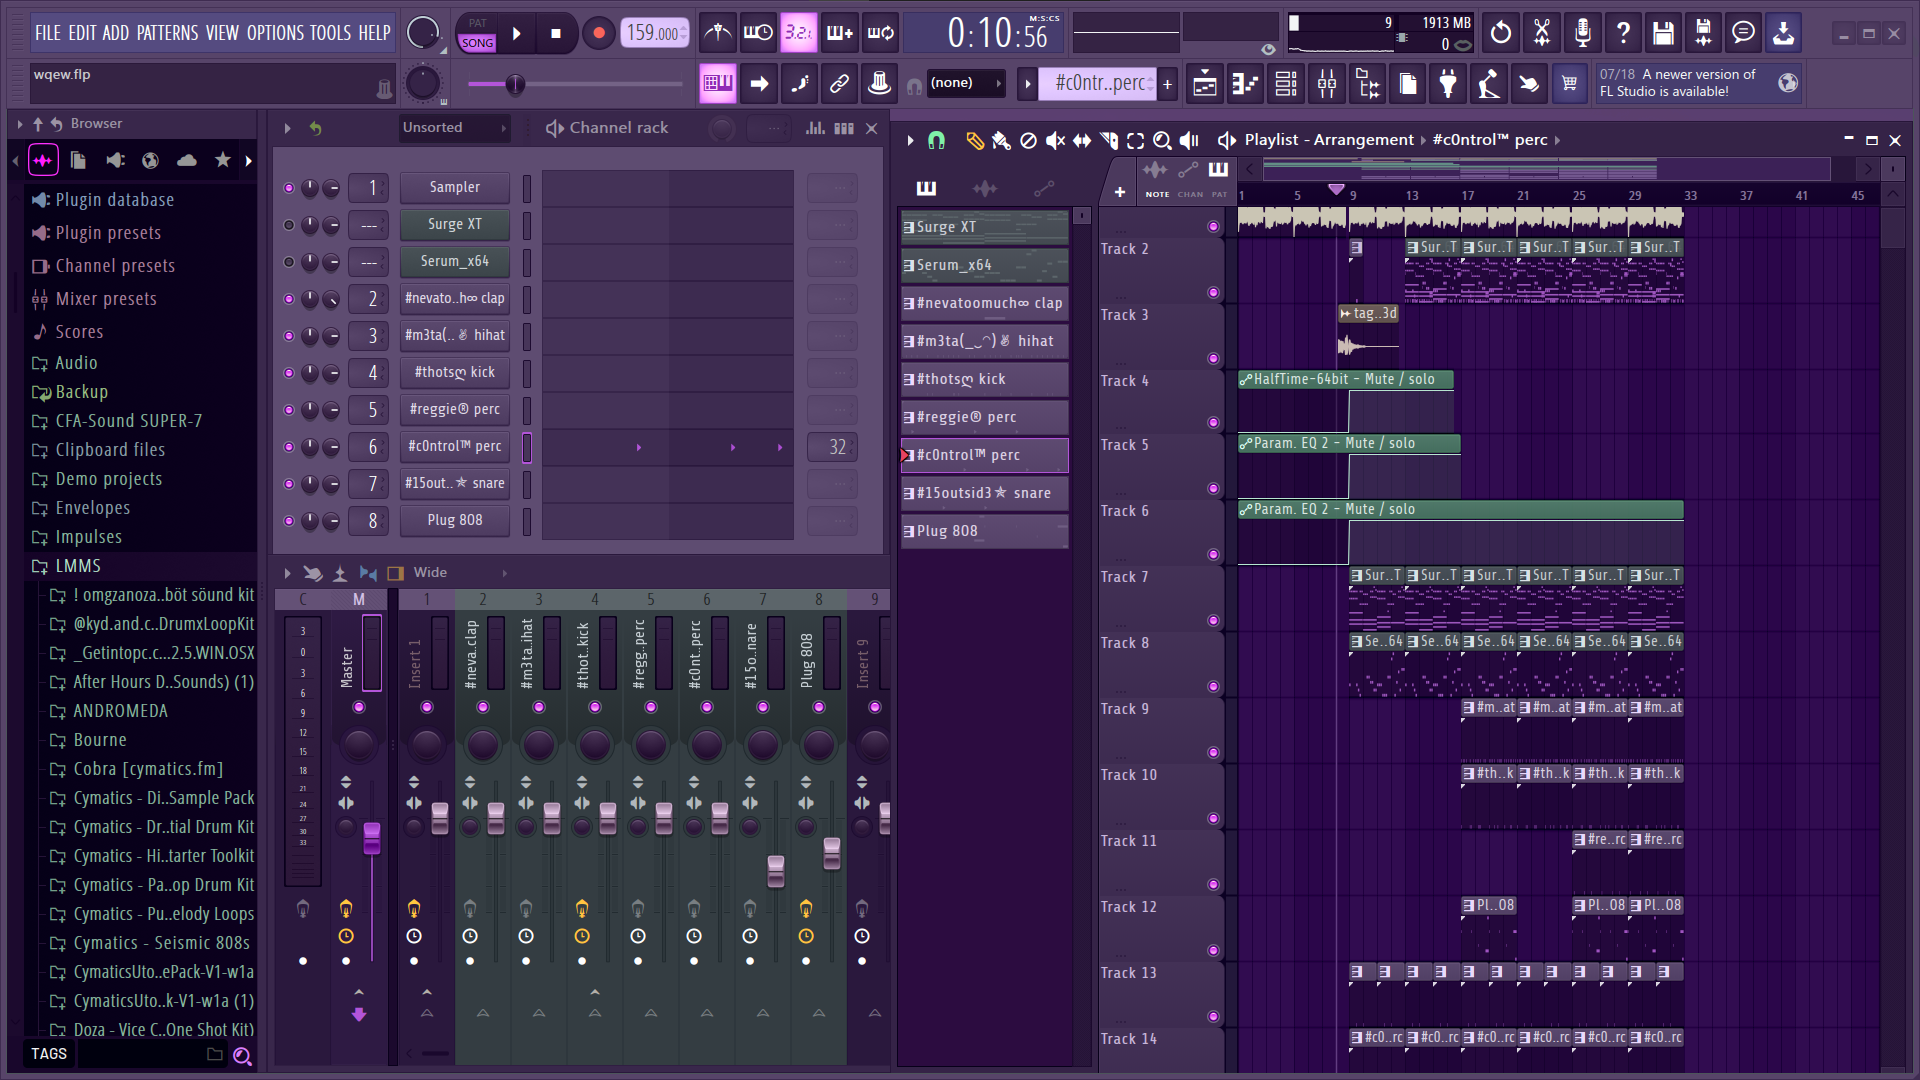 FILE EDIT ADD PATTERNS VIEW OPTIONS TOOLS HELP
PAT
SONG
159.000
3.2.
0:10:56
M:S:CS
9
1913 MB
0
wqew.flp
(none)
#c0ntr..perc
+
07/18 A newer version of
FL Studio is available!
Browser
Plugin database
Plugin presets
Channel presets
Mixer presets
Scores
Audio
Backup
CFA-Sound SUPER-7
Clipboard files
Demo projects
Envelopes
Impulses
LMMS
! omgzanoza..böt söund kit
@kyd.and.c..DrumxLoopKit
_Getintopc.c...2.5.WIN.OSX
After Hours D..Sounds) (1)
ANDROMEDA
Bourne
Cobra [cymatics.fm]
Cymatics - Di..Sample Pack
Cymatics - Dr..tial Drum Kit
Cymatics - Hi..tarter Toolkit
Cymatics - Pa..op Drum Kit
Cymatics - Pu..elody Loops
Cymatics - Seismic 808s
CymaticsUto..ePack-V1-w1a
CymaticsUto..k-V1-w1a (1)
Doza - Vice C..One Shot Kit)
TAGS
Unsorted
Channel rack
1 Sampler
--- Surge XT
--- Serum_x64
2 #nevato..h∞ clap
3 #m3ta(..✌ hihat
4 #thotsღ kick
5 #reggie® perc
6 #c0ntrol™ perc 32
7 #15out..✯ snare
8 Plug 808
Wide
C M 1 2 3 4 5 6 7 8 9
3
0
3
6
9
12
15
18
21
24
27
30
33
Master
Insert 1
#neva..clap
#m3ta..ihat
#thot..kick
#regg..perc
#c0nt..perc
#15o..nare
Plug 808
Insert 9
Playlist - Arrangement
#c0ntrol™ perc
Surge XT
Serum_x64
#nevatoomuch∞ clap
#m3ta(_‿◠)✌ hihat
#thotsღ kick
#reggie® perc
#c0ntrol™ perc
#15outsid3✯ snare
Plug 808
+
NOTE CHAN PAT
1 5 9 13 17 21 25 29 33 37 41 45
Track 2
Sur..T Sur..T Sur..T Sur..T Sur..T
Track 3
tag..3d
Track 4
HalfTime-64bit - Mute / solo
Track 5
Param. EQ 2 - Mute / solo
Track 6
Param. EQ 2 - Mute / solo
Track 7
Sur..T Sur..T Sur..T Sur..T Sur..T Sur..T
Track 8
Se..64 Se..64 Se..64 Se..64 Se..64 Se..64
Track 9
#m..at #m..at #m..at #m..at
Track 10
#th..k #th..k #th..k #th..k
Track 11
#re..rc #re..rc
Track 12
Pl..08 Pl..08 Pl..08
Track 13
Track 14
#c0..rc #c0..rc #c0..rc #c0..rc #c0..rc #c0..rc